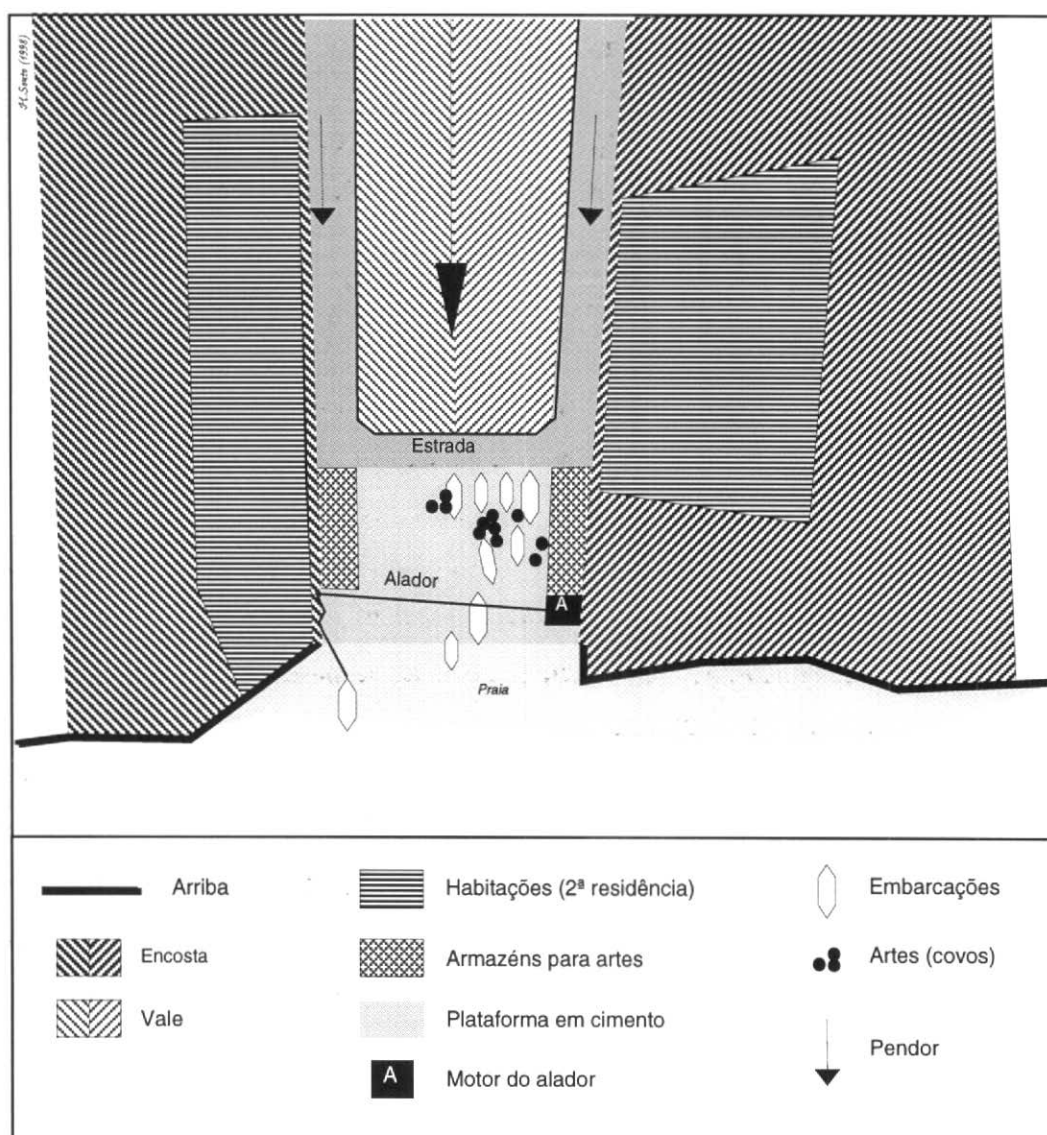 (1998)
Estrada
Alador
A
Praia
Arriba
Habitações (2ª residência)
Embarcações
Encosta
Armazéns para artes
Artes (covos)
Vale
Plataforma em cimento
Pendor
A
Motor do alador